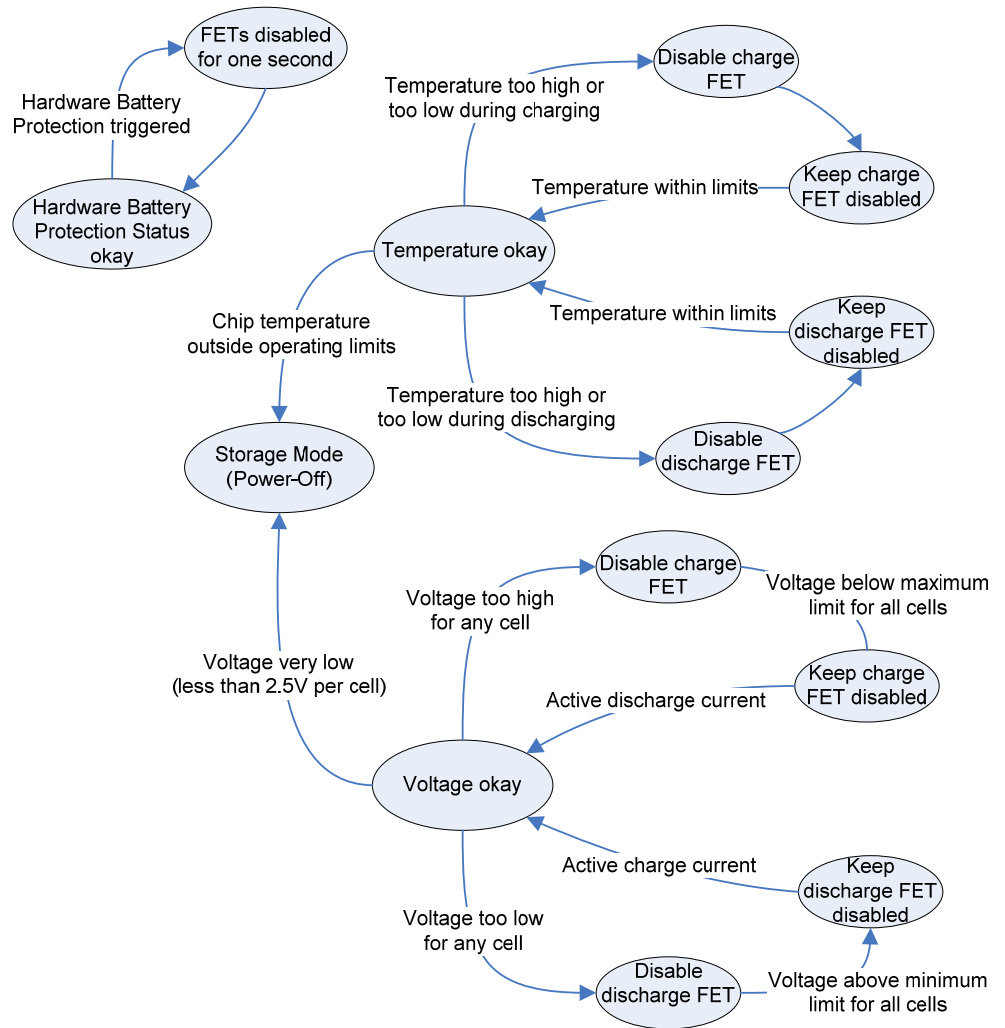 FETs disabled
for one second
Hardware Battery
Protection triggered
Hardware Battery
Protection Status
okay
Disable charge
FET
Temperature too high or
too low during charging
Keep charge
FET disabled
Temperature within limits
Temperature okay
Keep
discharge FET
disabled
Temperature within limits
Chip temperature
outside operating limits
Temperature too high or
too low during discharging
Disable
discharge FET
Storage Mode
(Power-Off)
Disable charge
FET
Voltage below maximum
limit for all cells
Voltage too high
for any cell
Voltage very low
(less than 2.5V per cell)
Keep charge
FET disabled
Active discharge current
Voltage okay
Active charge current
Keep
discharge FET
disabled
Voltage too low
for any cell
Disable
discharge FET
Voltage above minimum
limit for all cells